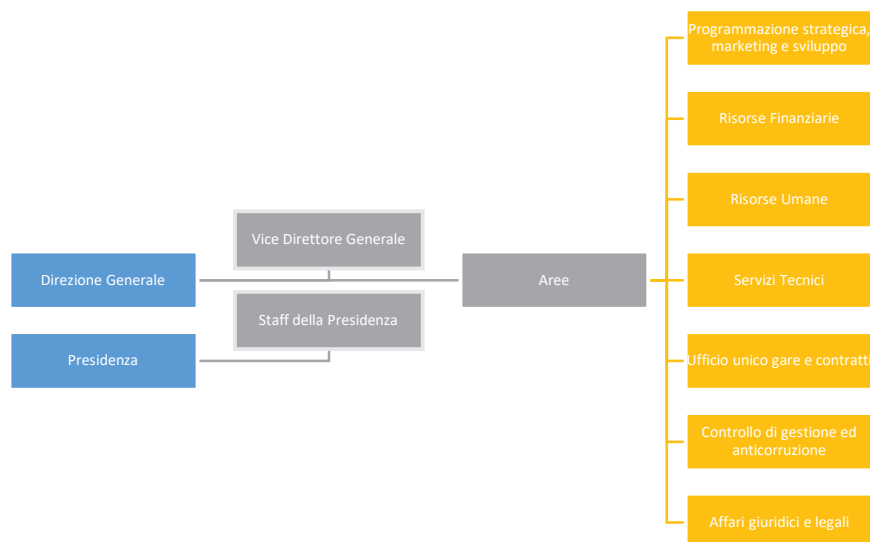 Programmazione strategica,
marketing e sviluppo
Risorse Finanziarie
Risorse Umane
Vice Direttore Generale
Direzione Generale
Aree
Servizi Tecnici
Staff della Presidenza
Presidenza
Ufficio unico gare e contratti
Controllo di gestione ed
anticorruzione
Affari giuridici e legali